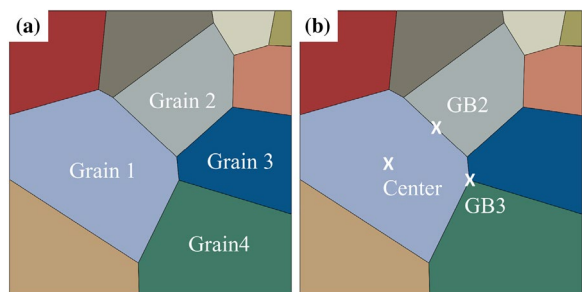 (a)
Grain 2
Grain 1
Grain 3
Grain4
(b)
GB2
X
X
Center
X
GB3